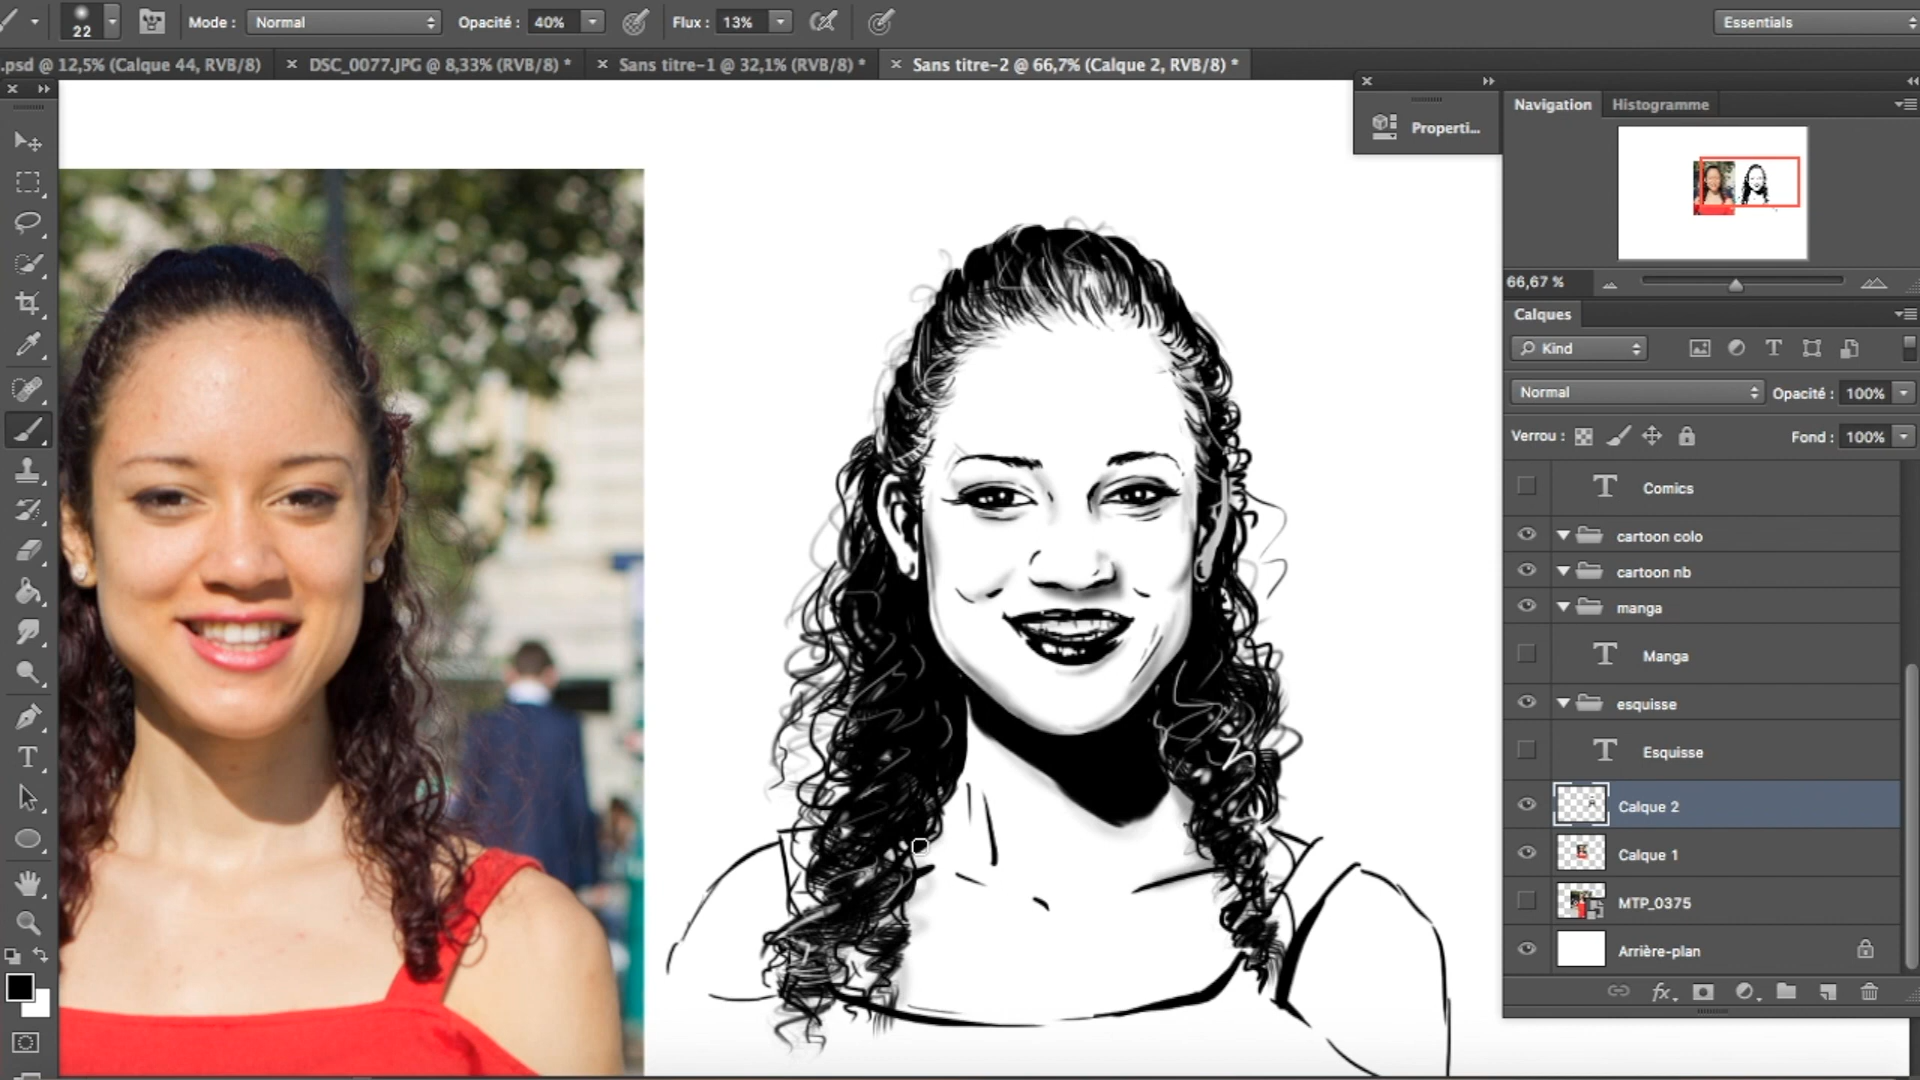 22 Mode : Normal Opacité : 40% Flux : 13% Essentials
.psd @ 12,5% (Calque 44, RVB/8) × DSC_0077.JPG @ 8,33% (RVB/8) * × Sans titre-1 @ 32,1% (RVB/8) * × Sans titre-2 @ 66,7% (Calque 2, RVB/8) *
Navigation Histogramme
Properti...
66,67 %
Calques
Kind
Normal Opacité : 100%
Verrou : Fond : 100%
T Comics
cartoon colo
cartoon nb
manga
T Manga
esquisse
T Esquisse
Calque 2
Calque 1
MTP_0375
Arrière-plan
fx